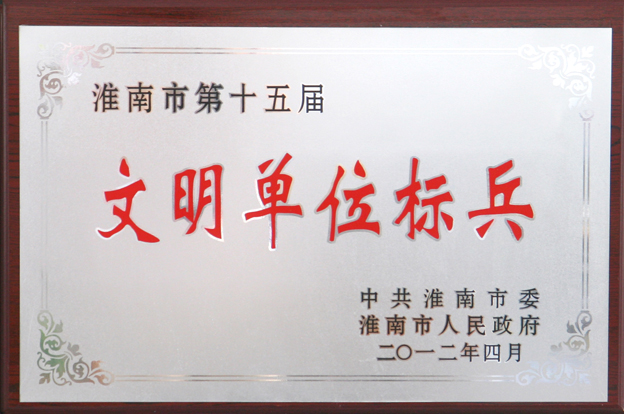 淮南市第十五届
文明单位标兵
中共淮南市委
淮南市人民政府
二〇一二年四月